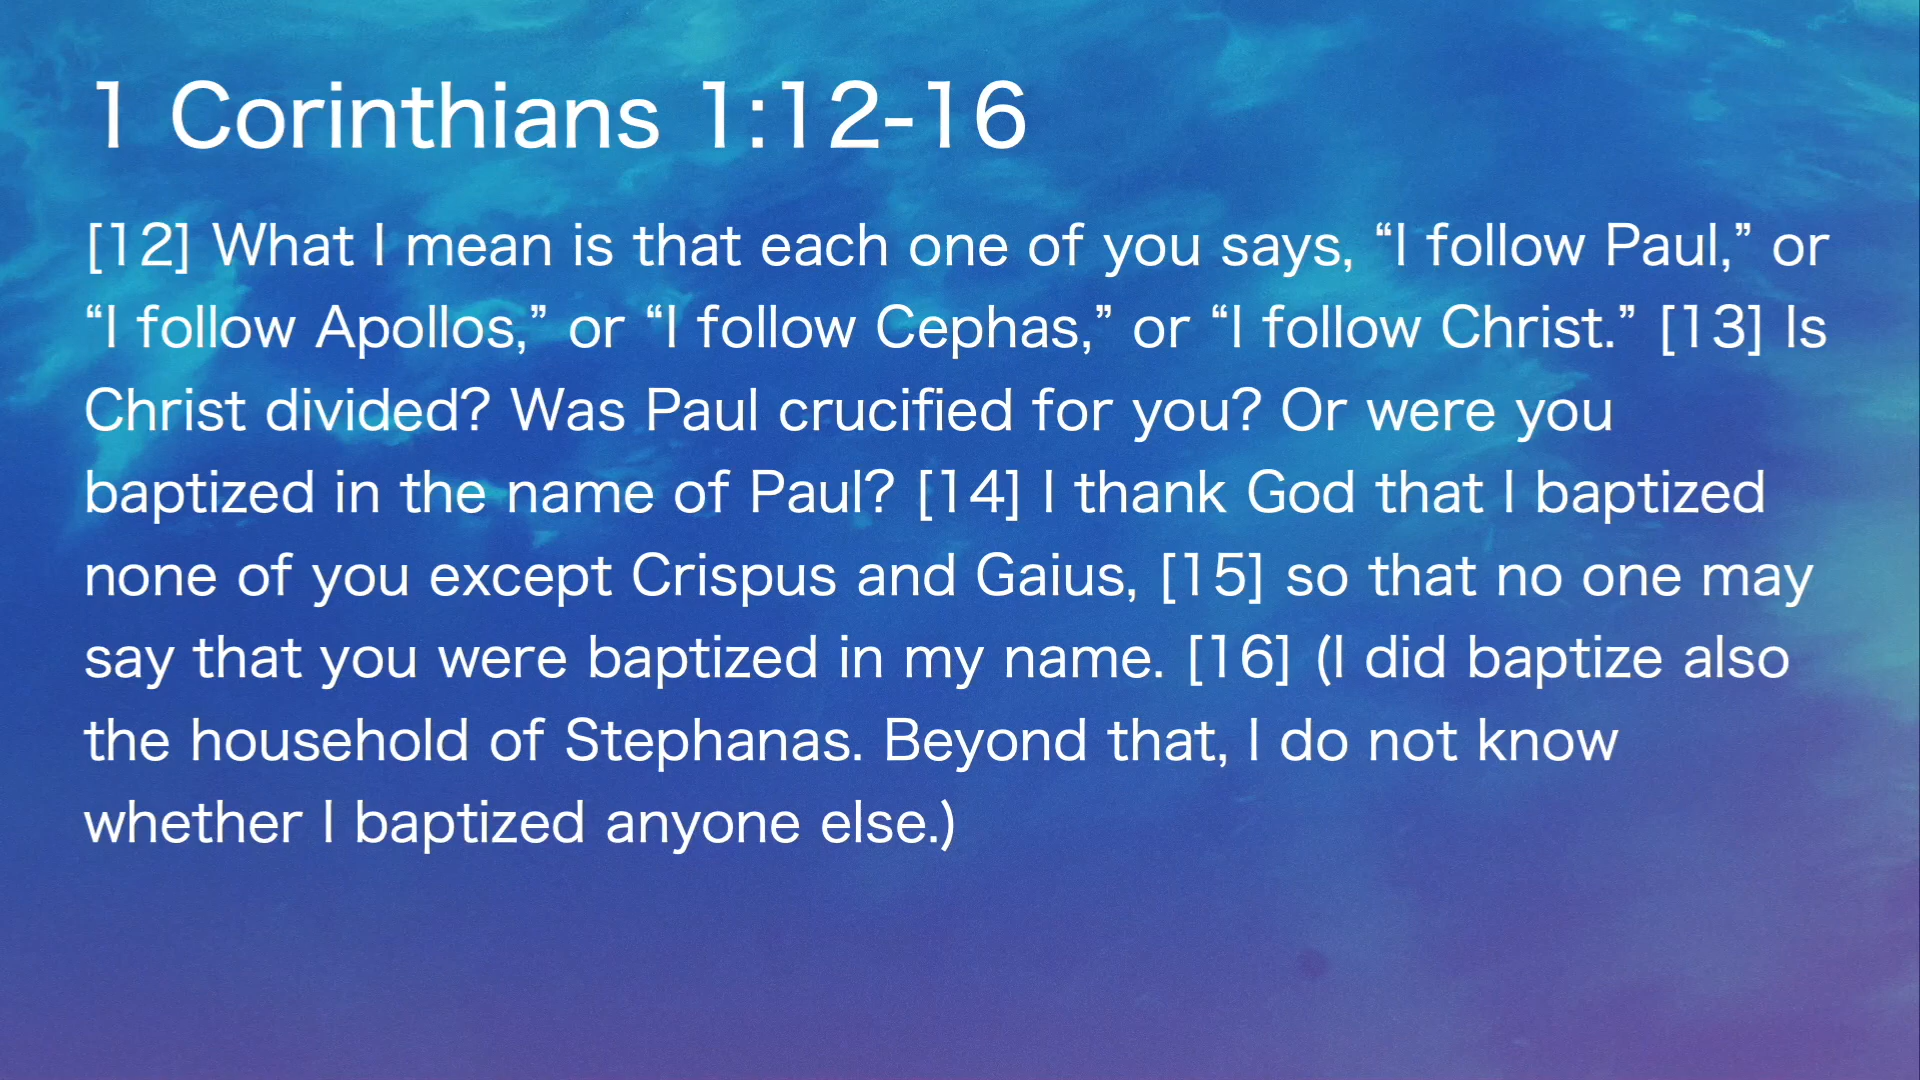 1 Corinthians 1:12-16
[12] What I mean is that each one of you says, “I follow Paul,” or
“I follow Apollos,” or “I follow Cephas,” or “I follow Christ.” [13] Is
Christ divided? Was Paul crucified for you? Or were you
baptized in the name of Paul? [14] I thank God that I baptized
none of you except Crispus and Gaius, [15] so that no one may
say that you were baptized in my name. [16] (I did baptize also
the household of Stephanas. Beyond that, I do not know
whether I baptized anyone else.)